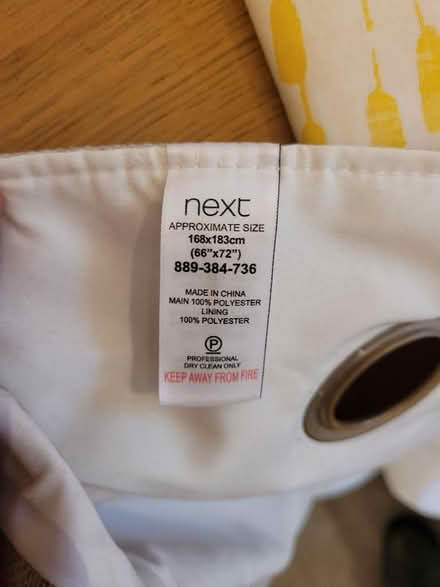 next
APPROXIMATE SIZE
168x183cm
(66"x72")
889-384-736
MADE IN CHINA
MAIN 100% POLYESTER
LINING
100% POLYESTER
P
PROFESSIONAL
DRY CLEAN ONLY
KEEP AWAY FROM FIRE